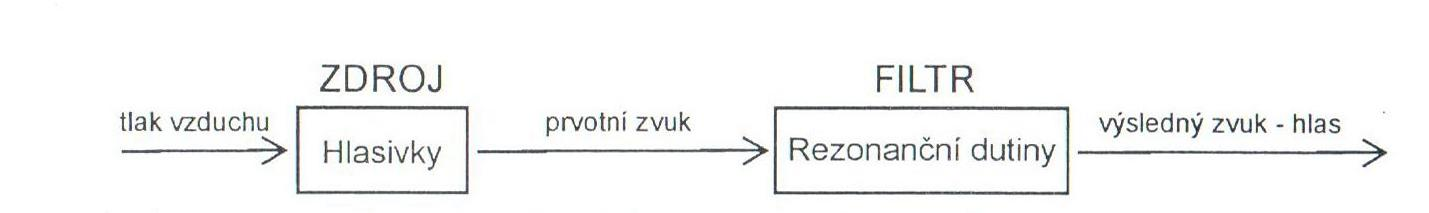 ZDROJ
FILTR
tlak vzduchu
Hlasivky
prvotní zvuk
Rezonanční dutiny
výsledný zvuk - hlas